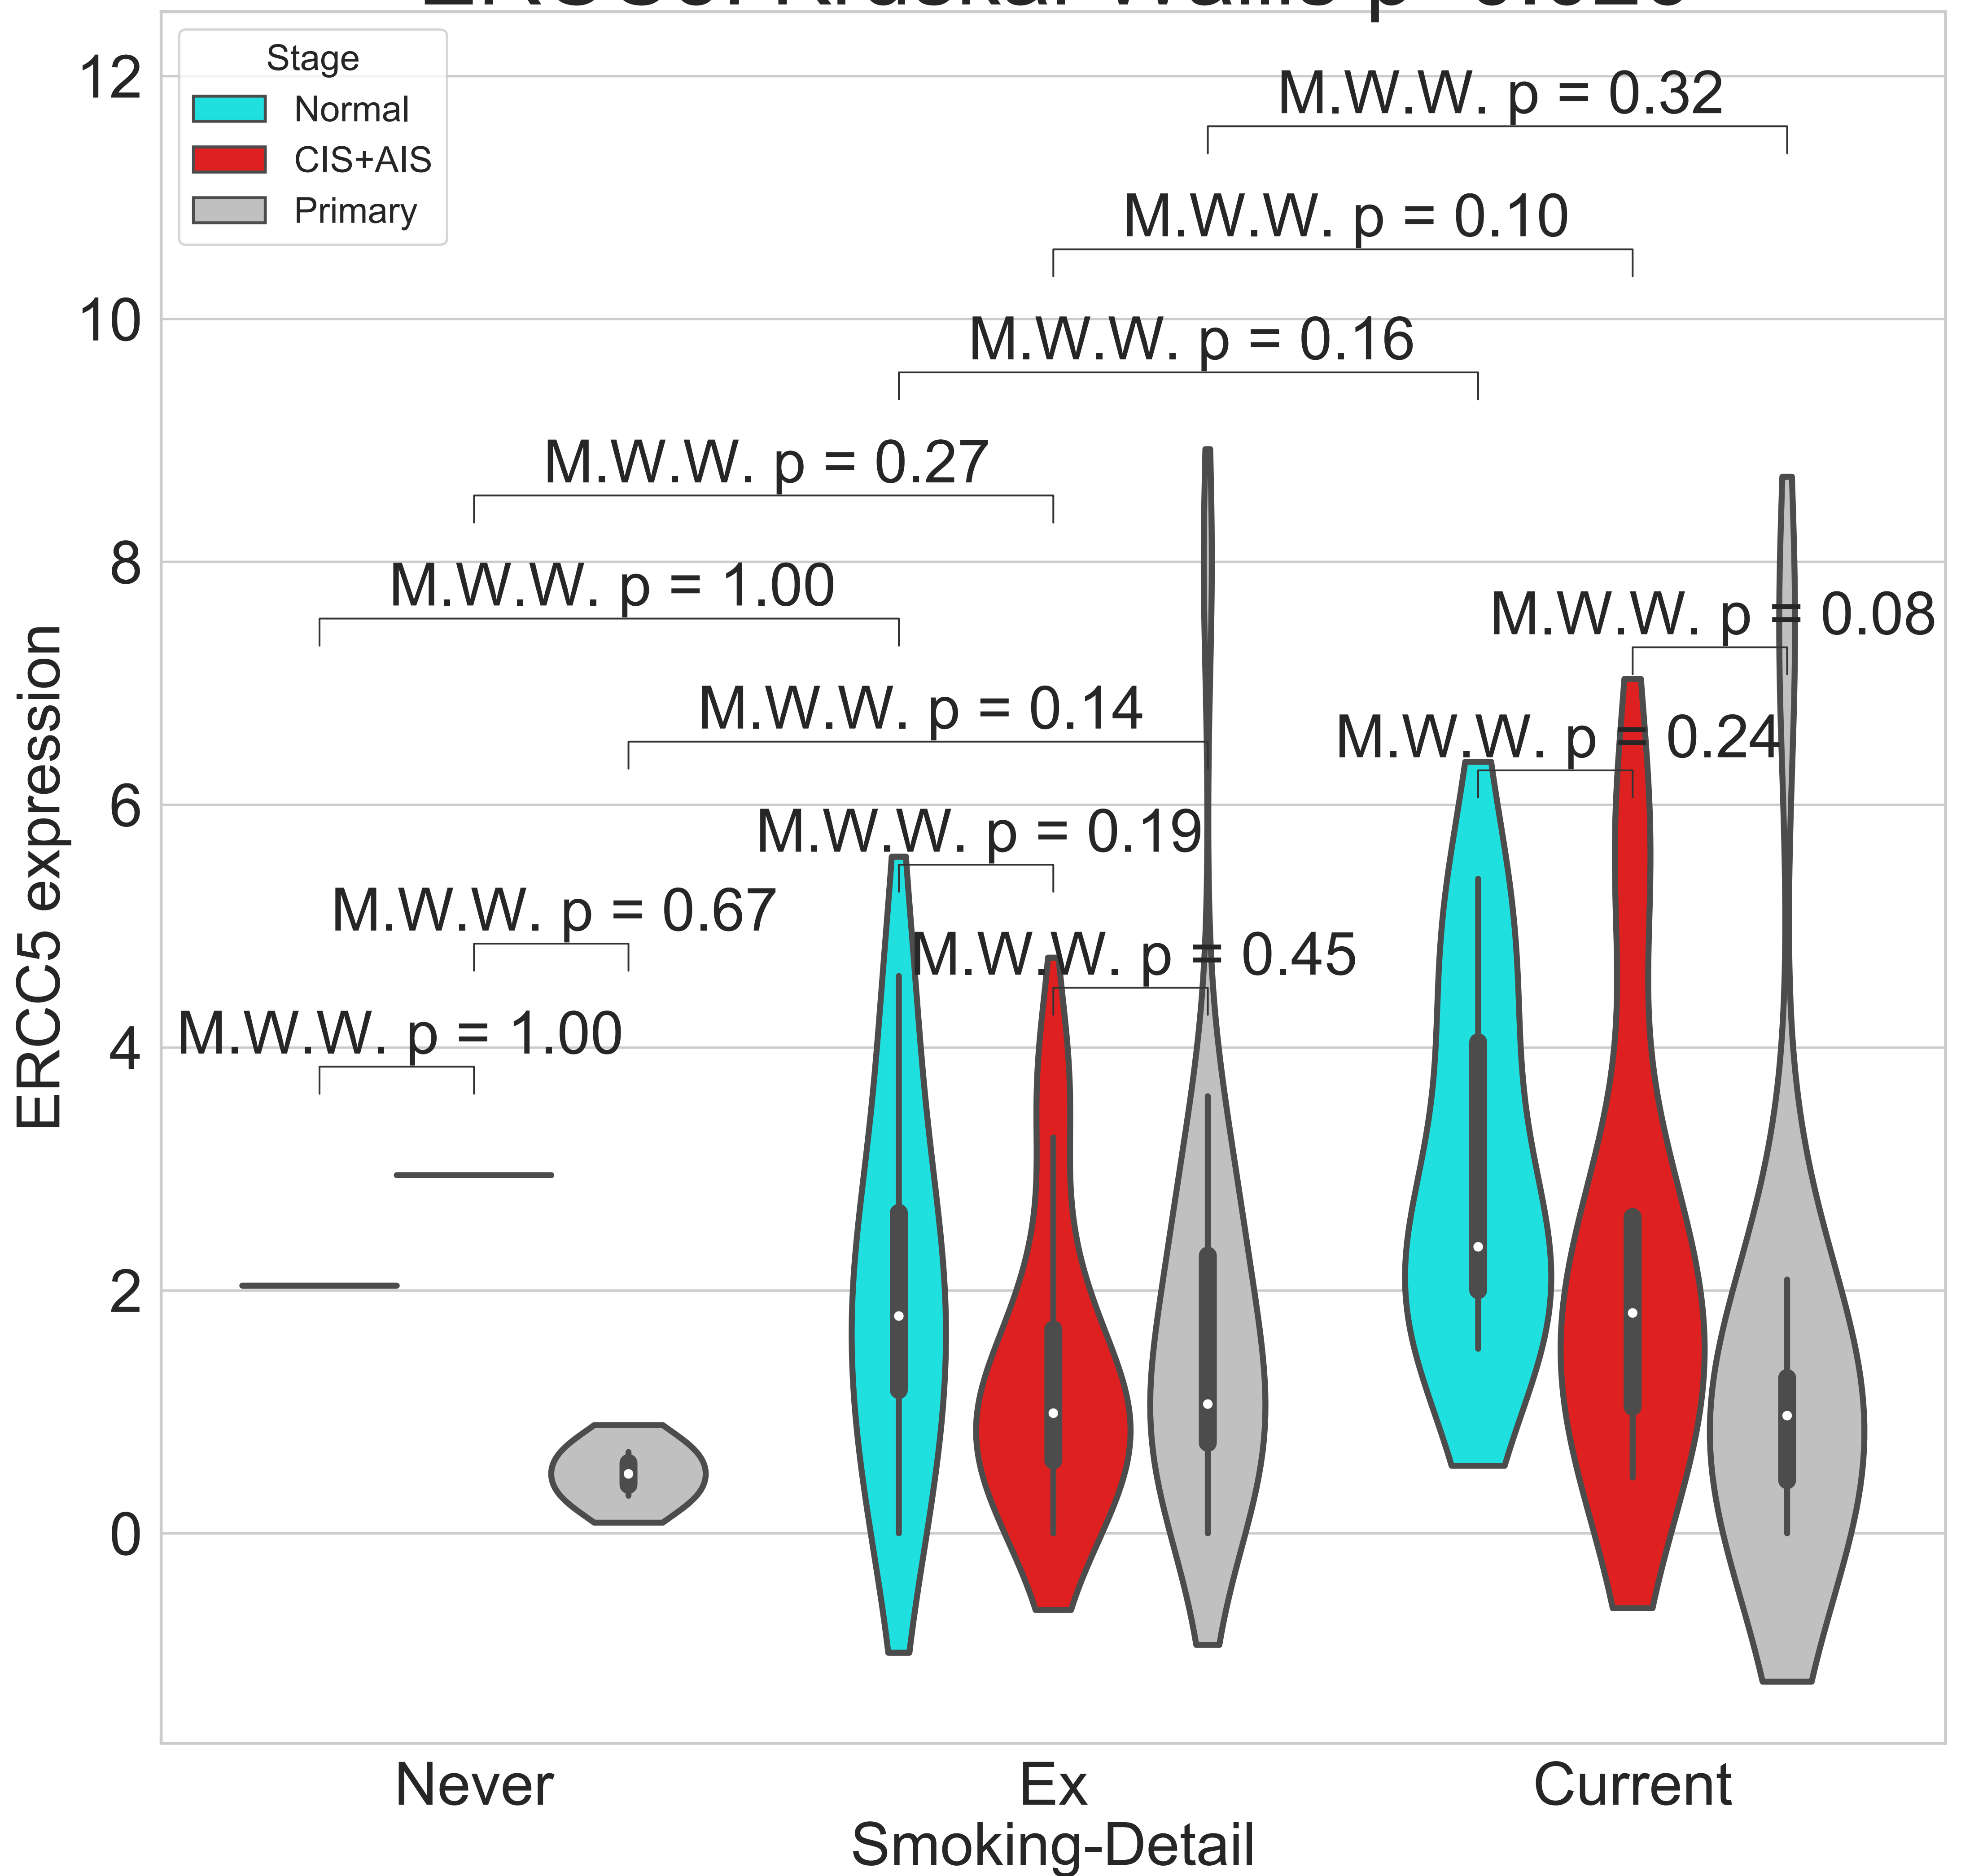 Stage
Normal
CIS+AIS
Primary
12
10
8
6
4
2
0
ERCC5 expression
M.W.W. p = 0.32
M.W.W. p = 0.10
M.W.W. p = 0.16
M.W.W. p = 0.27
M.W.W. p = 1.00
M.W.W. p = 0.08
M.W.W. p = 0.14
M.W.W. p = 0.24
M.W.W. p = 0.19
M.W.W. p = 0.67
M.W.W. p = 0.45
M.W.W. p = 1.00
Never
Ex
Current
Smoking-Detail